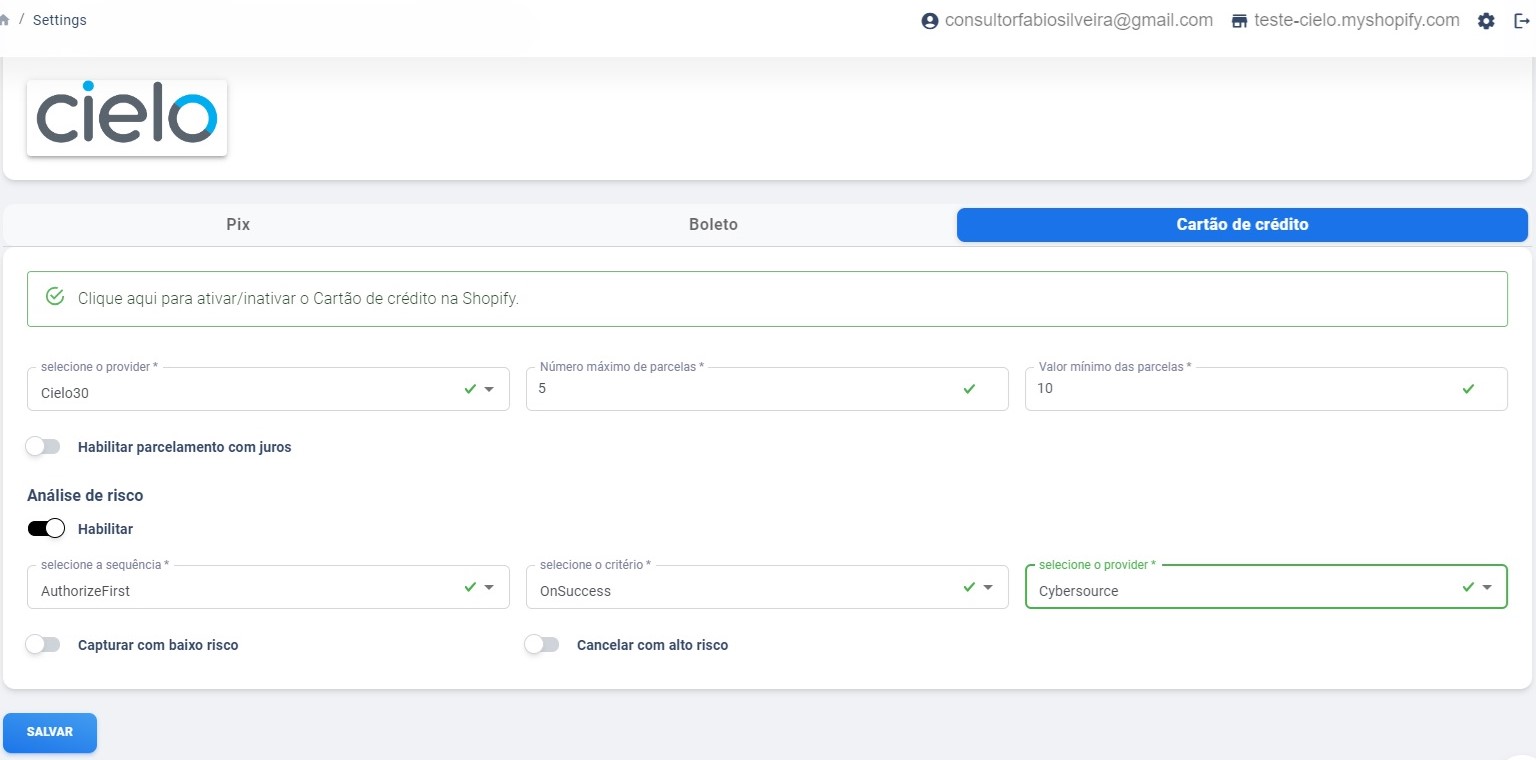 / Settings
consultorfabiosilveira@gmail.com teste-cielo.myshopify.com
cielo
Pix Boleto Cartão de crédito
Clique aqui para ativar/inativar o Cartão de crédito na Shopify.
selecione o provider * Número máximo de parcelas * Valor mínimo das parcelas *
Cielo30 5 10
Habilitar parcelamento com juros
Análise de risco
Habilitar
selecione a sequência * selecione o critério * selecione o provider *
AuthorizeFirst OnSuccess Cybersource
Capturar com baixo risco Cancelar com alto risco
SALVAR